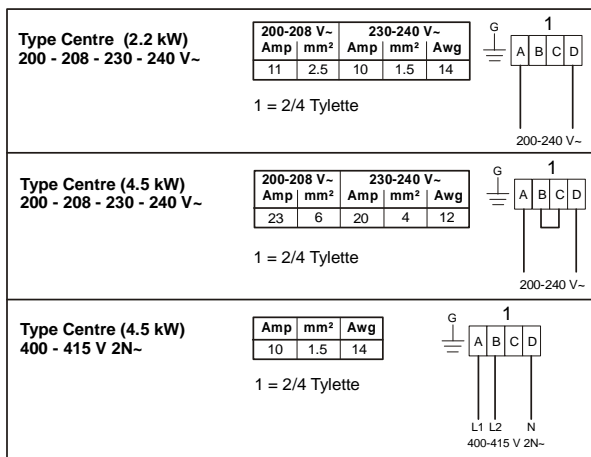 Type Centre (2.2 kW)
200 - 208 - 230 - 240 V~
200-208 V~ 230-240 V~
Amp mm² Amp mm² Awg
11 2.5 10 1.5 14
1 = 2/4 Tylette
G 1
A B C D
200-240 V~
Type Centre (4.5 kW)
200 - 208 - 230 - 240 V~
200-208 V~ 230-240 V~
Amp mm² Amp mm² Awg
23 6 20 4 12
1 = 2/4 Tylette
G 1
A B C D
200-240 V~
Type Centre (4.5 kW)
400 - 415 V 2N~
Amp mm² Awg
10 1.5 14
1 = 2/4 Tylette
G 1
A B C D
L1 L2 N
400-415 V 2N~